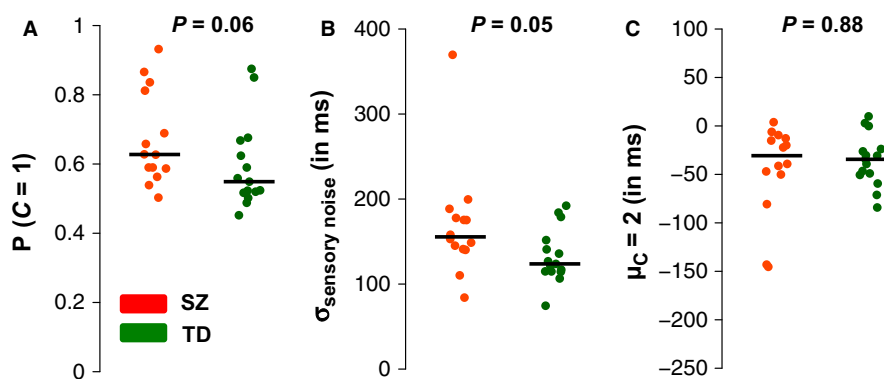 A
P = 0.06
P (C = 1)
1
0.8
0.6
0.4
0.2
0
SZ
TD
B
P = 0.05
σsensory noise (in ms)
400
300
200
100
0
C
P = 0.88
μC = 2 (in ms)
100
50
0
−50
−100
−150
−200
−250